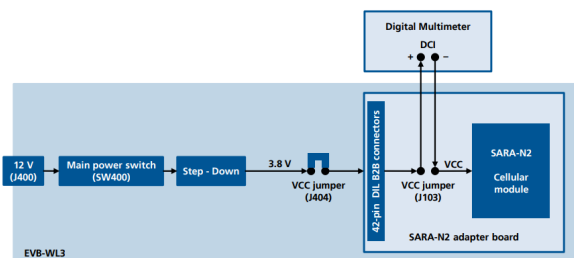 Digital Multimeter
DCI
+ −
12 V
(J400)
Main power switch
(SW400)
Step - Down
3.8 V
VCC jumper
(J404)
42-pin DIL B2B connectors
VCC jumper
(J103)
VCC
SARA-N2
Cellular
module
SARA-N2 adapter board
EVB-WL3